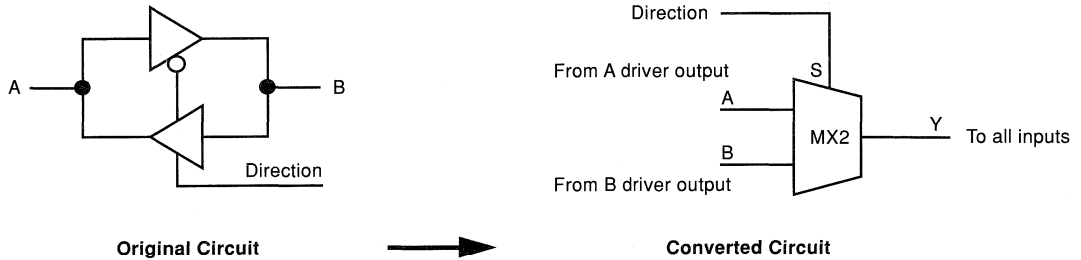 A
B
Direction
Original Circuit
Direction
From A driver output
S
A
MX2
Y
To all inputs
B
From B driver output
Converted Circuit